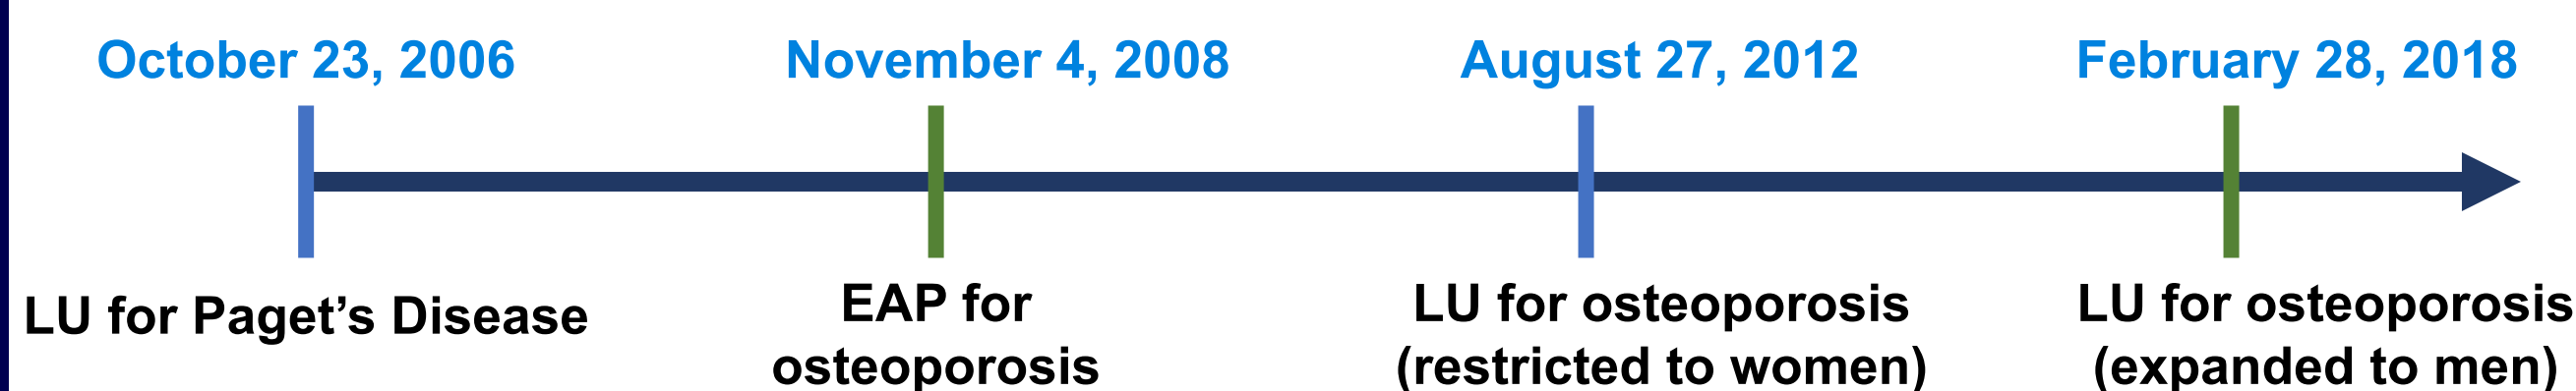 October 23, 2006
November 4, 2008
August 27, 2012
February 28, 2018
LU for Paget’s Disease
EAP for
osteoporosis
LU for osteoporosis
(restricted to women)
LU for osteoporosis
(expanded to men)